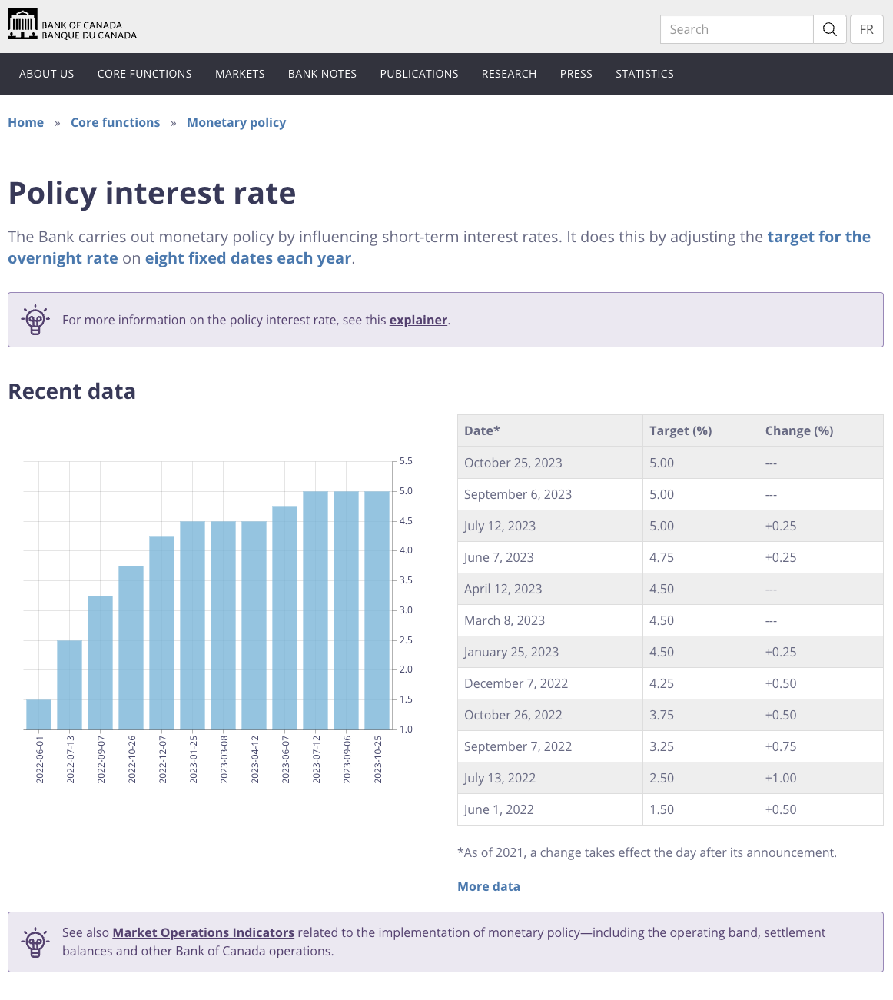 BANK OF CANADA
BANQUE DU CANADA
Search
FR
ABOUT US CORE FUNCTIONS MARKETS BANK NOTES PUBLICATIONS RESEARCH PRESS STATISTICS
Home » Core functions » Monetary policy
Policy interest rate
The Bank carries out monetary policy by influencing short-term interest rates. It does this by adjusting the target for the
overnight rate on eight fixed dates each year.
For more information on the policy interest rate, see this explainer.
Recent data
5.5
5.0
4.5
4.0
3.5
3.0
2.5
2.0
1.5
1.0
2022-06-01
2022-07-13
2022-09-07
2022-10-26
2022-12-07
2023-01-25
2023-03-08
2023-04-12
2023-06-07
2023-07-12
2023-09-06
2023-10-25
Date* Target (%) Change (%)
October 25, 2023 5.00 ---
September 6, 2023 5.00 ---
July 12, 2023 5.00 +0.25
June 7, 2023 4.75 +0.25
April 12, 2023 4.50 ---
March 8, 2023 4.50 ---
January 25, 2023 4.50 +0.25
December 7, 2022 4.25 +0.50
October 26, 2022 3.75 +0.50
September 7, 2022 3.25 +0.75
July 13, 2022 2.50 +1.00
June 1, 2022 1.50 +0.50
*As of 2021, a change takes effect the day after its announcement.
More data
See also Market Operations Indicators related to the implementation of monetary policy—including the operating band, settlement
balances and other Bank of Canada operations.